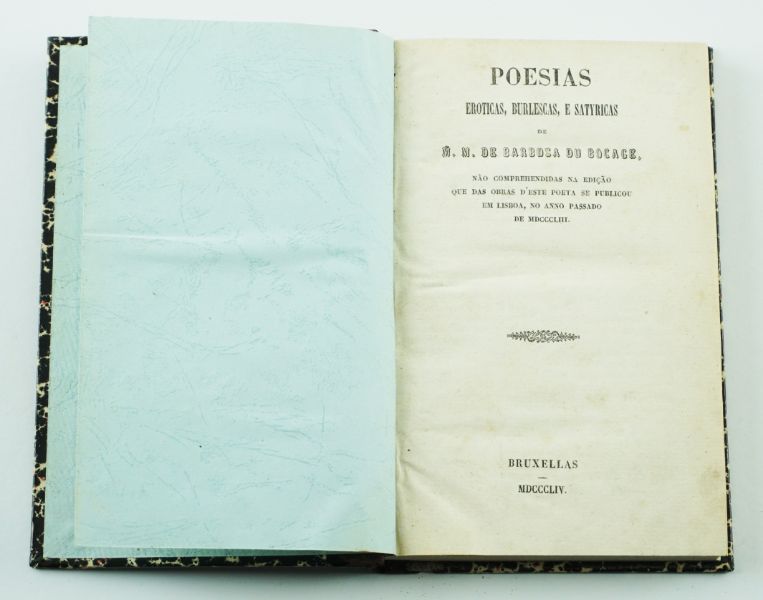 POESIAS
EROTICAS, BURLESCAS, E SATYRICAS
DE
M. M. DE BARBOSA DU BOCAGE,
NÃO COMPREHENDIDAS NA EDIÇÃO
QUE DAS OBRAS D'ESTE POETA SE PUBLICOU
EM LISBOA, NO ANNO PASSADO
DE MDCCCLIII.
BRUXELLAS
MDCCCLIV.